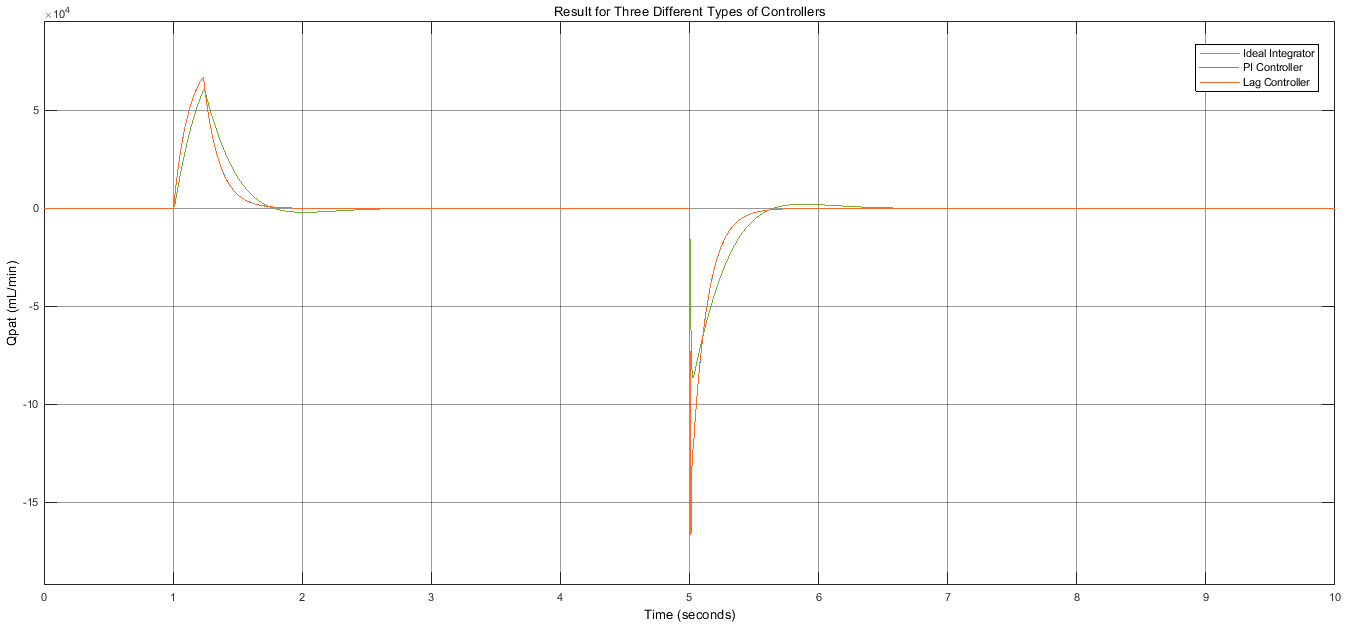 Result for Three Different Types of Controllers
×10⁴
Ideal Integrator
PI Controller
Lag Controller
5
0
-5
-10
-15
Qpat (mL/min)
0 1 2 3 4 5 6 7 8 9 10
Time (seconds)